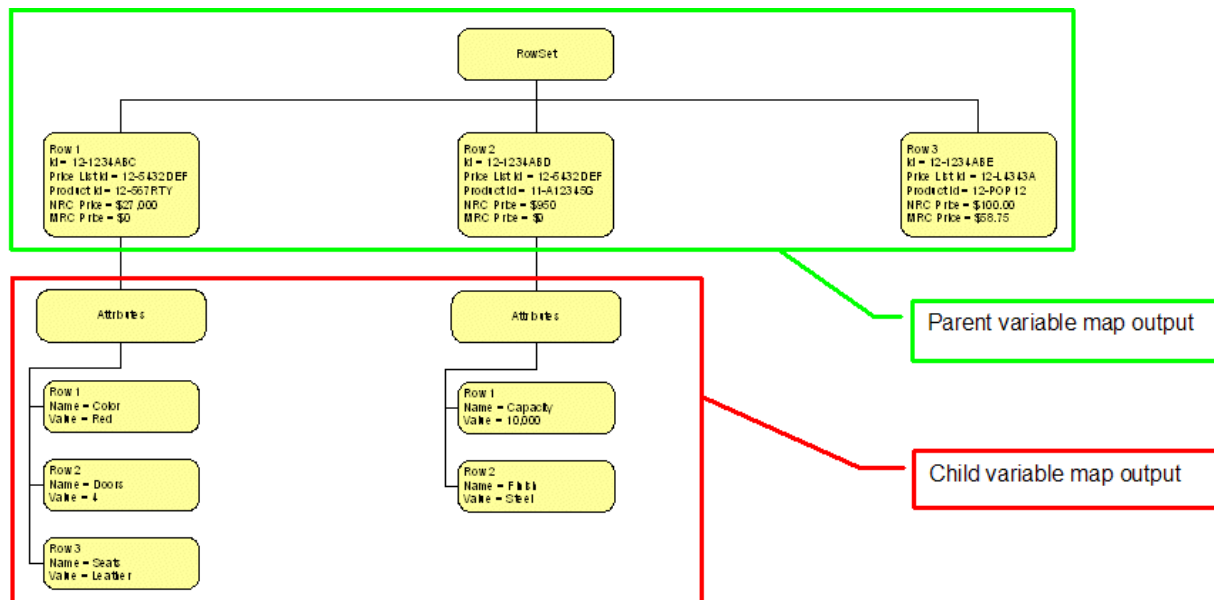 RowSet
Row 1
Id = 12-1234ABC
Price List Id = 12-5432DEF
Product Id = 12-567RTY
NRC Price = $27,000
MRC Price = $0
Row 2
Id = 12-1234ABD
Price List Id = 12-5432DEF
Product Id = 11-A12345G
NRC Price = $950
MRC Price = $0
Row 3
Id = 12-1234ABE
Price List Id = 12-L4343A
Product Id = 12-POP12
NRC Price = $100.00
MRC Price = $58.75
Parent variable map output
Attributes
Row 1
Name = Color
Value = Red
Row 2
Name = Doors
Value = 4
Row 3
Name = Seats
Value = Leather
Attributes
Row 1
Name = Capacity
Value = 10,000
Row 2
Name = Finish
Value = Steel
Child variable map output